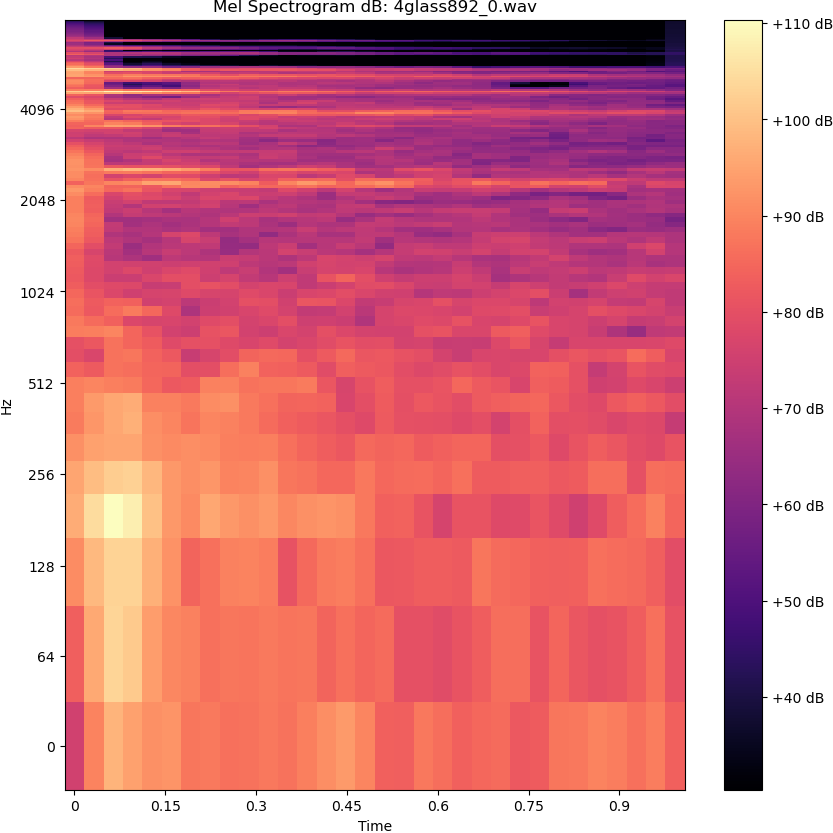 Mel Spectrogram dB: 4glass892_0.wav
+110 dB
+100 dB
+90 dB
+80 dB
+70 dB
+60 dB
+50 dB
+40 dB
Hz
4096
2048
1024
512
256
128
64
0
0 0.15 0.3 0.45 0.6 0.75 0.9
Time